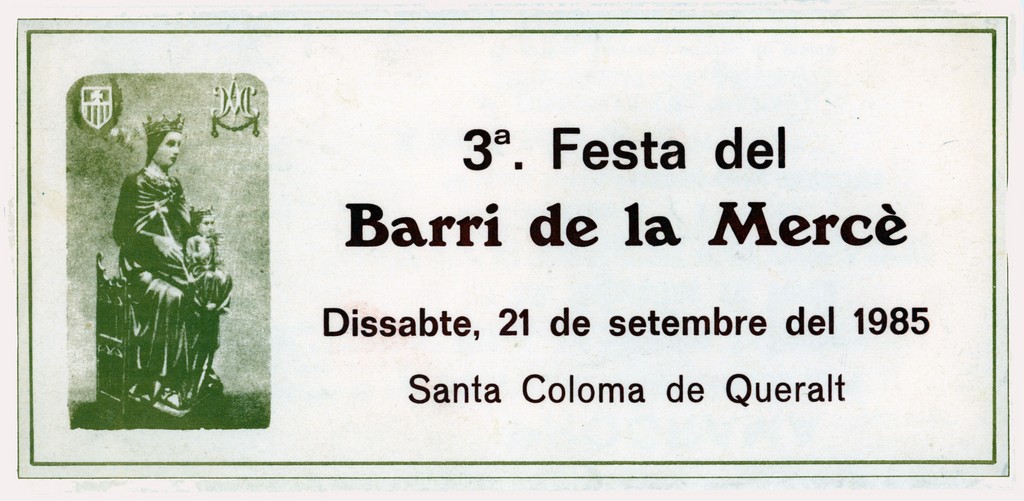 3ª. Festa del
Barri de la Mercè
Dissabte, 21 de setembre del 1985
Santa Coloma de Queralt